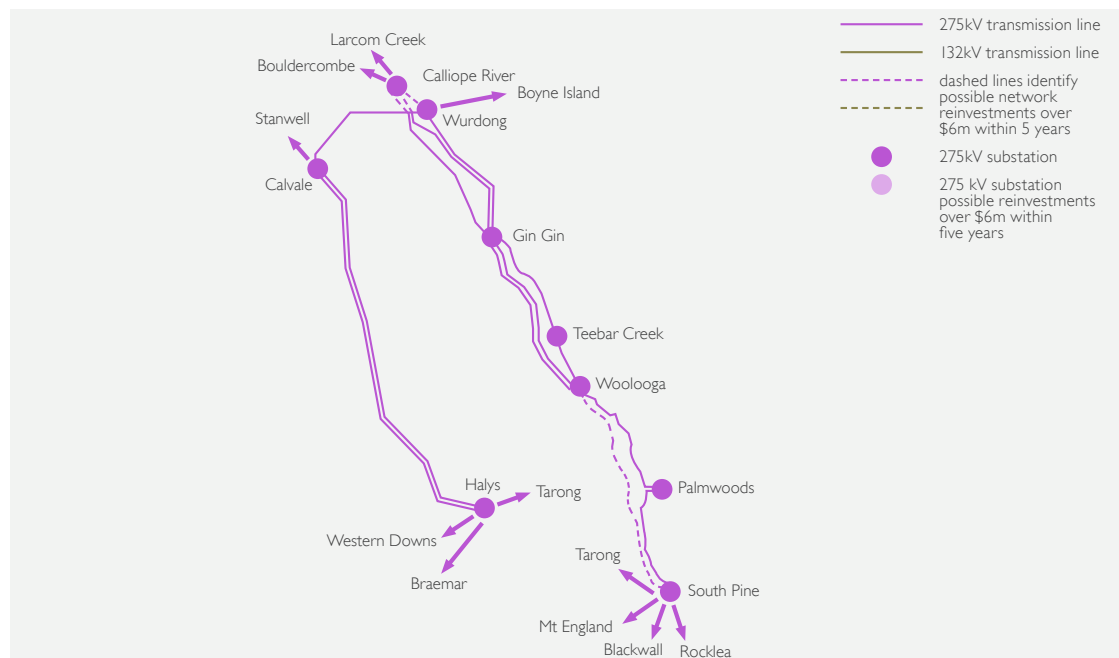 Larcom Creek
Bouldercombe
Calliope River
Boyne Island
Wurdong
Stanwell
Calvale
Gin Gin
Teebar Creek
Woolooga
Palmwoods
Halys
Tarong
Western Downs
Braemar
Tarong
South Pine
Mt England
Blackwall
Rocklea
275kV transmission line
132kV transmission line
dashed lines identify
possible network
reinvestments over
$6m within 5 years
275kV substation
275 kV substation
possible reinvestments
over $6m within
five years